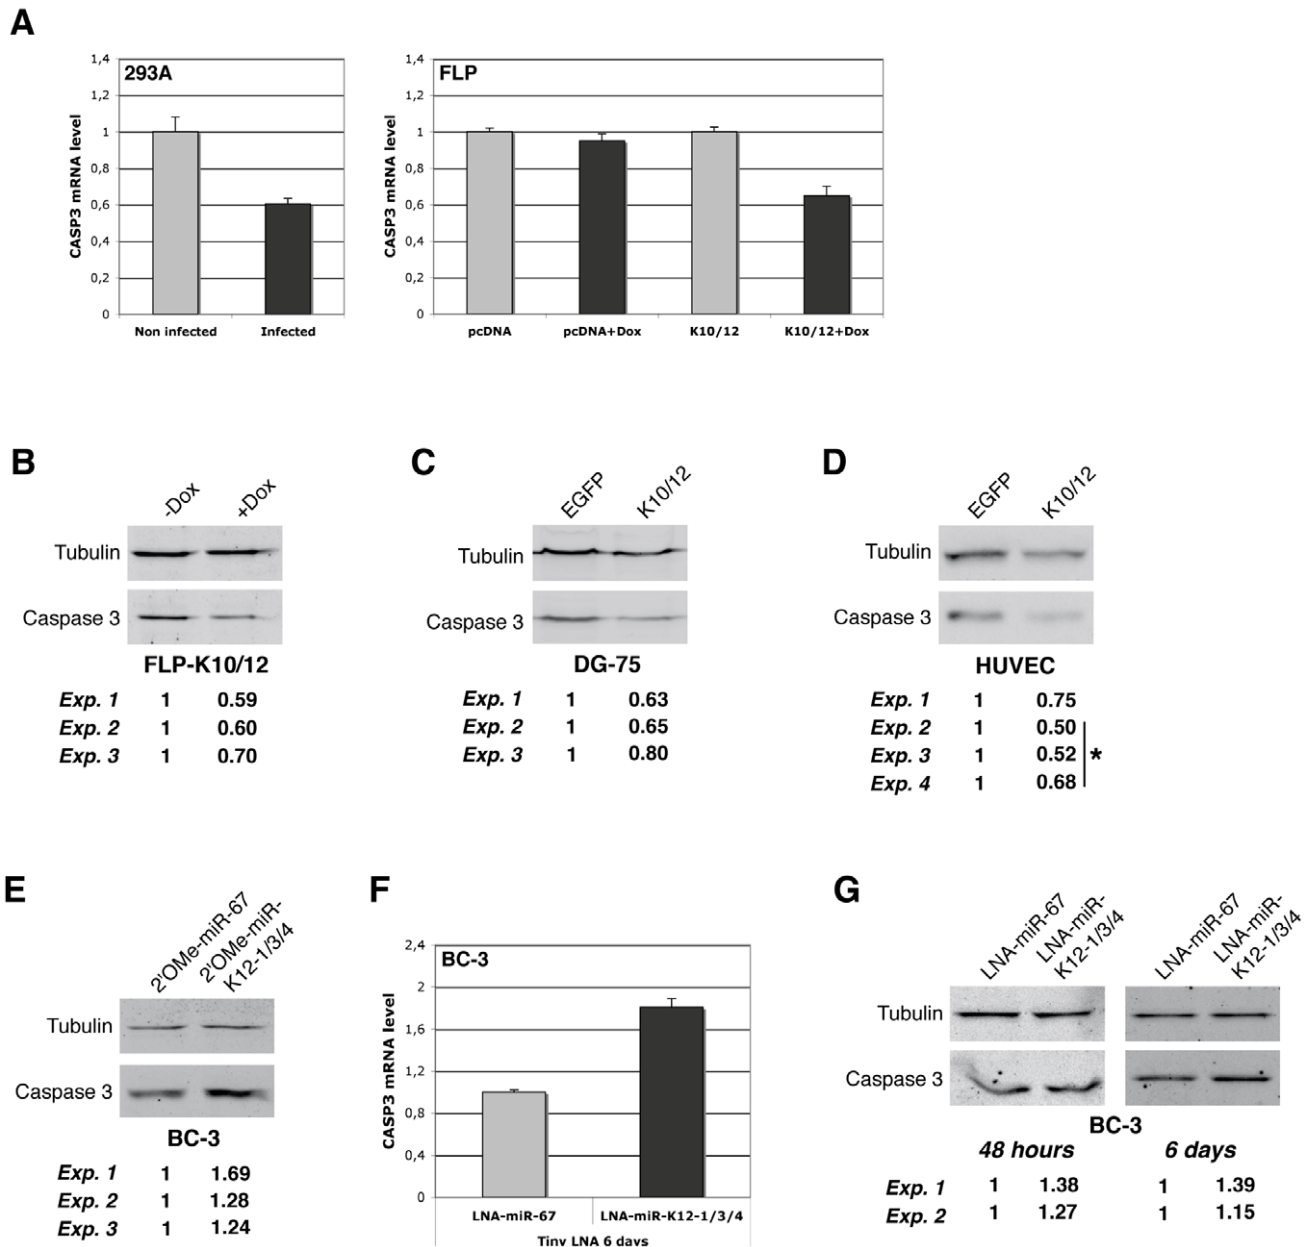 A
293A
CASP3 mRNA level
1,4
1,2
1
0,8
0,6
0,4
0,2
0
Non infected Infected
FLP
CASP3 mRNA level
1,4
1,2
1
0,8
0,6
0,4
0,2
0
pcDNA pcDNA+Dox K10/12 K10/12+Dox
B
-Dox +Dox
Tubulin
Caspase 3
FLP-K10/12
Exp. 1 1 0.59
Exp. 2 1 0.60
Exp. 3 1 0.70
C
EGFP K10/12
Tubulin
Caspase 3
DG-75
Exp. 1 1 0.63
Exp. 2 1 0.65
Exp. 3 1 0.80
D
EGFP K10/12
Tubulin
Caspase 3
HUVEC
Exp. 1 1 0.75
Exp. 2 1 0.50
Exp. 3 1 0.52 *
Exp. 4 1 0.68
E
2'OMe-miR-67
2'OMe-miR-
K12-1/3/4
Tubulin
Caspase 3
BC-3
Exp. 1 1 1.69
Exp. 2 1 1.28
Exp. 3 1 1.24
F
BC-3
CASP3 mRNA level
2,4
2
1,6
1,2
0,8
0,4
0
LNA-miR-67 LNA-miR-K12-1/3/4
Tiny LNA 6 days
G
LNA-miR-67
LNA-miR-
K12-1/3/4
LNA-miR-67
LNA-miR-
K12-1/3/4
Tubulin
Caspase 3
BC-3
48 hours 6 days
Exp. 1 1 1.38 1 1.39
Exp. 2 1 1.27 1 1.15